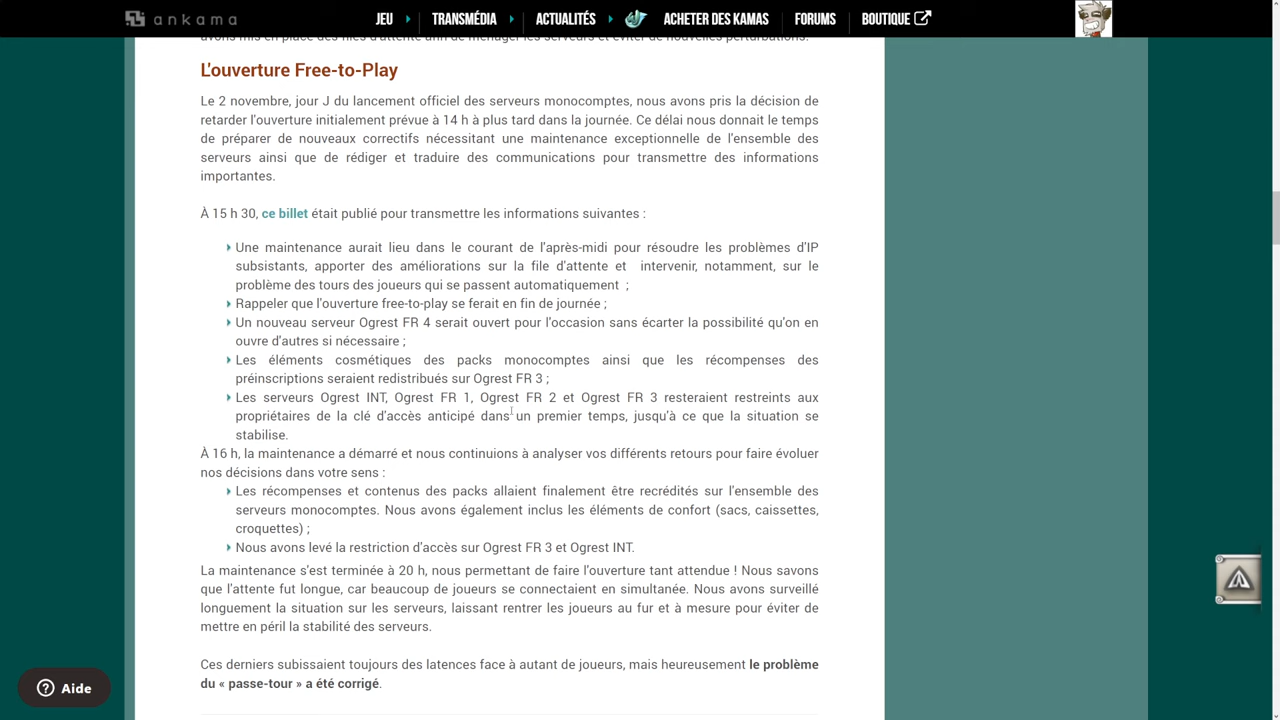 ankama
JEU TRANSMÉDIA ACTUALITÉS ACHETER DES KAMAS FORUMS BOUTIQUE
avons mis en place des files d'attente afin de ménager les serveurs et éviter de nouvelles perturbations.
L'ouverture Free-to-Play
Le 2 novembre, jour J du lancement officiel des serveurs monocomptes, nous avons pris la décision de
retarder l'ouverture initialement prévue à 14 h à plus tard dans la journée. Ce délai nous donnait le temps
de préparer de nouveaux correctifs nécessitant une maintenance exceptionnelle de l'ensemble des
serveurs ainsi que de rédiger et traduire des communications pour transmettre des informations
importantes.
À 15 h 30, ce billet était publié pour transmettre les informations suivantes :
Une maintenance aurait lieu dans le courant de l'après-midi pour résoudre les problèmes d'IP
subsistants, apporter des améliorations sur la file d'attente et intervenir, notamment, sur le
problème des tours des joueurs qui se passent automatiquement ;
Rappeler que l'ouverture free-to-play se ferait en fin de journée ;
Un nouveau serveur Ogrest FR 4 serait ouvert pour l'occasion sans écarter la possibilité qu'on en
ouvre d'autres si nécessaire ;
Les éléments cosmétiques des packs monocomptes ainsi que les récompenses des
préinscriptions seraient redistribués sur Ogrest FR 3 ;
Les serveurs Ogrest INT, Ogrest FR 1, Ogrest FR 2 et Ogrest FR 3 resteraient restreints aux
propriétaires de la clé d'accès anticipé dans un premier temps, jusqu'à ce que la situation se
stabilise.
À 16 h, la maintenance a démarré et nous continuions à analyser vos différents retours pour faire évoluer
nos décisions dans votre sens :
Les récompenses et contenus des packs allaient finalement être recrédités sur l'ensemble des
serveurs monocomptes. Nous avons également inclus les éléments de confort (sacs, caissettes,
croquettes) ;
Nous avons levé la restriction d'accès sur Ogrest FR 3 et Ogrest INT.
La maintenance s'est terminée à 20 h, nous permettant de faire l'ouverture tant attendue ! Nous savons
que l'attente fut longue, car beaucoup de joueurs se connectaient en simultanée. Nous avons surveillé
longuement la situation sur les serveurs, laissant rentrer les joueurs au fur et à mesure pour éviter de
mettre en péril la stabilité des serveurs.
Ces derniers subissaient toujours des latences face à autant de joueurs, mais heureusement le problème
du « passe-tour » a été corrigé.
Aide